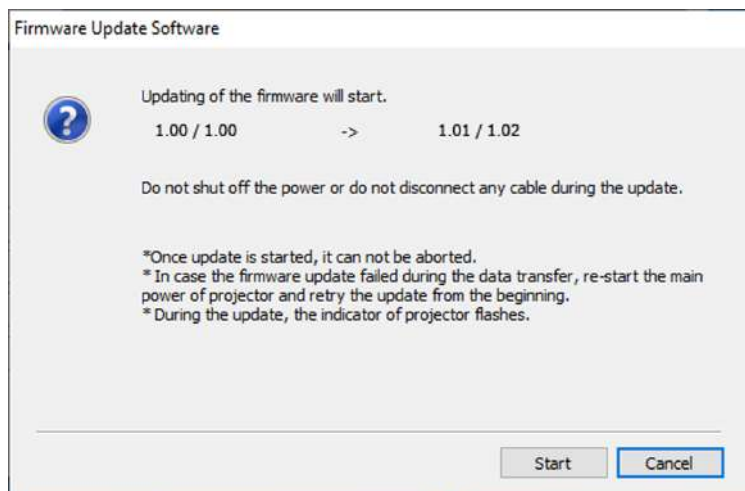 Firmware Update Software
Updating of the firmware will start.
1.00 / 1.00 -> 1.01 / 1.02
Do not shut off the power or do not disconnect any cable during the update.
*Once update is started, it can not be aborted.
* In case the firmware update failed during the data transfer, re-start the main
power of projector and retry the update from the beginning.
* During the update, the indicator of projector flashes.
Start Cancel